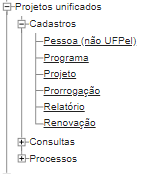 Projetos unificados
Cadastros
Pessoa (não UFPel)
Programa
Projeto
Prorrogação
Relatório
Renovação
Consultas
Processos